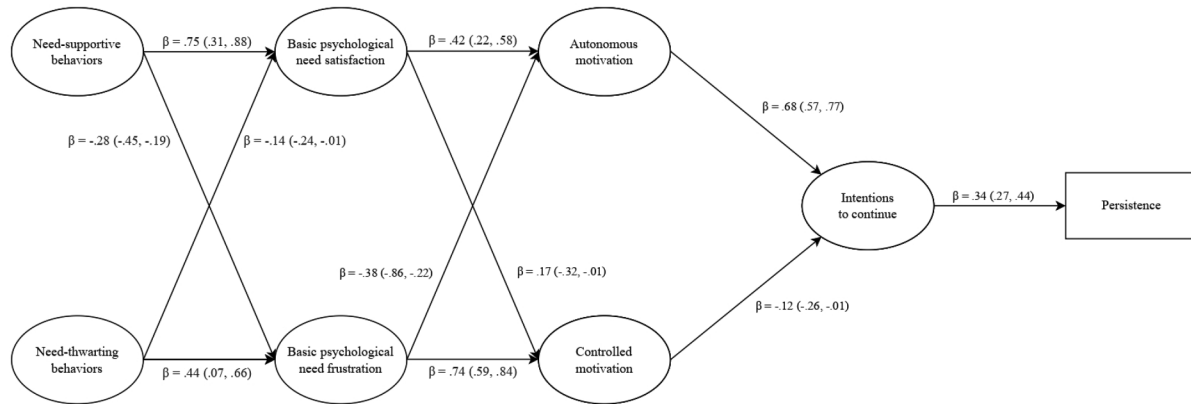 Need-supportive
behaviors
β = .75 (.31, .88)
Basic psychological
need satisfaction
β = .42 (.22, .58)
Autonomous
motivation
β = .68 (.57, .77)
β = -.28 (-.45, -.19)
β = -.14 (-.24, -.01)
Intentions
to continue
β = .34 (.27, .44)
Persistence
β = -.38 (-.86, -.22)
β = .17 (-.32, -.01)
β = -.12 (-.26, -.01)
Need-thwarting
behaviors
β = .44 (.07, .66)
Basic psychological
need frustration
β = .74 (.59, .84)
Controlled
motivation